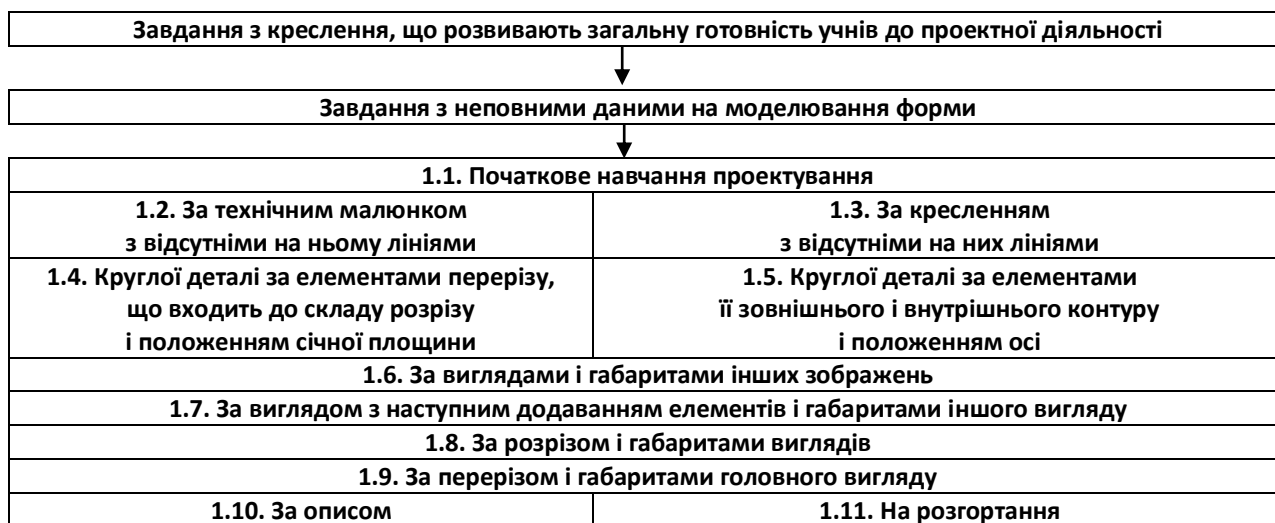 Завдання з креслення, що розвивають загальну готовність учнів до проектної діяльності
Завдання з неповними даними на моделювання форми
1.1. Початкове навчання проектування
1.2. За технічним малюнком
з відсутніми на ньому лініями
1.3. За кресленням
з відсутніми на них лініями
1.4. Круглої деталі за елементами перерізу,
що входить до складу розрізу
і положенням січної площини
1.5. Круглої деталі за елементами
її зовнішнього і внутрішнього контуру
і положенням осі
1.6. За виглядами і габаритами інших зображень
1.7. За виглядом з наступним додаванням елементів і габаритами іншого вигляду
1.8. За розрізом і габаритами виглядів
1.9. За перерізом і габаритами головного вигляду
1.10. За описом
1.11. На розгортання